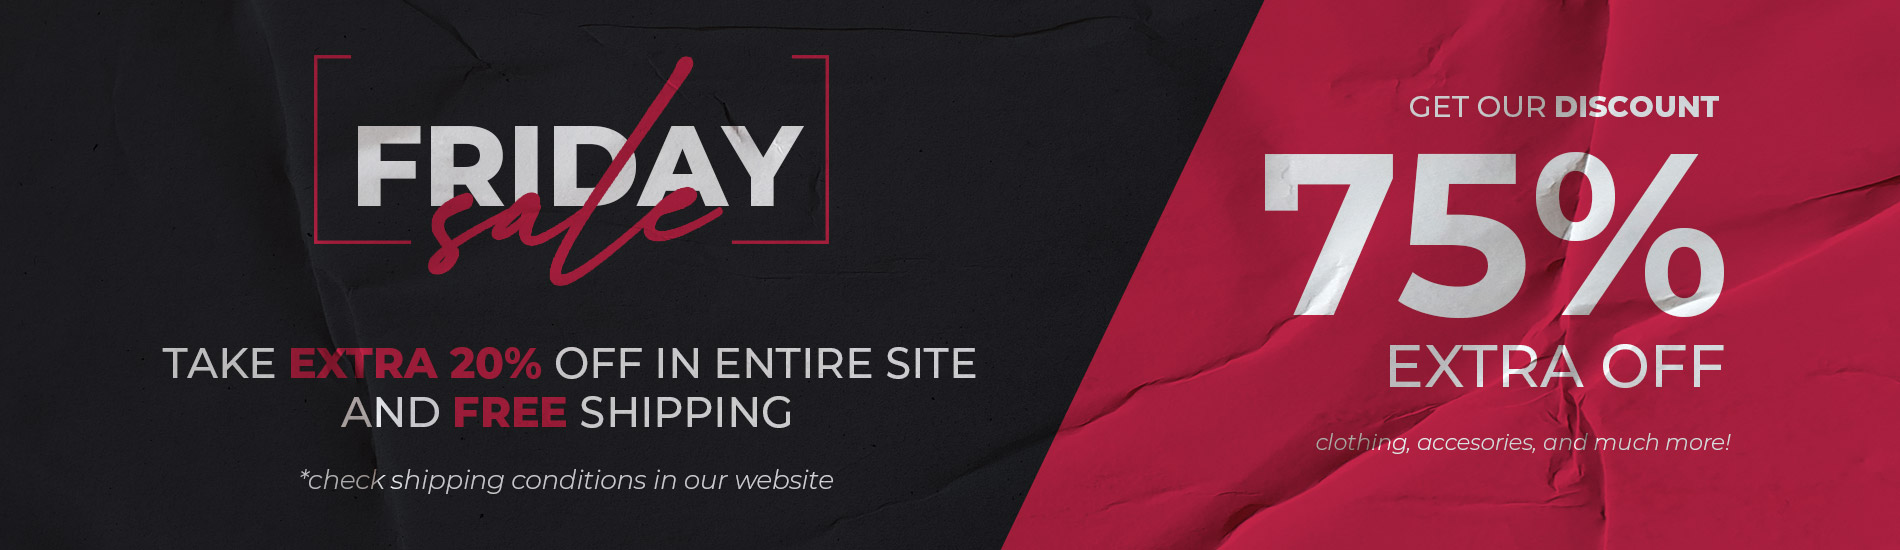 FRIDAY
sale
TAKE EXTRA 20% OFF IN ENTIRE SITE
AND FREE SHIPPING
*check shipping conditions in our website
GET OUR DISCOUNT
75%
EXTRA OFF
clothing, accesories, and much more!